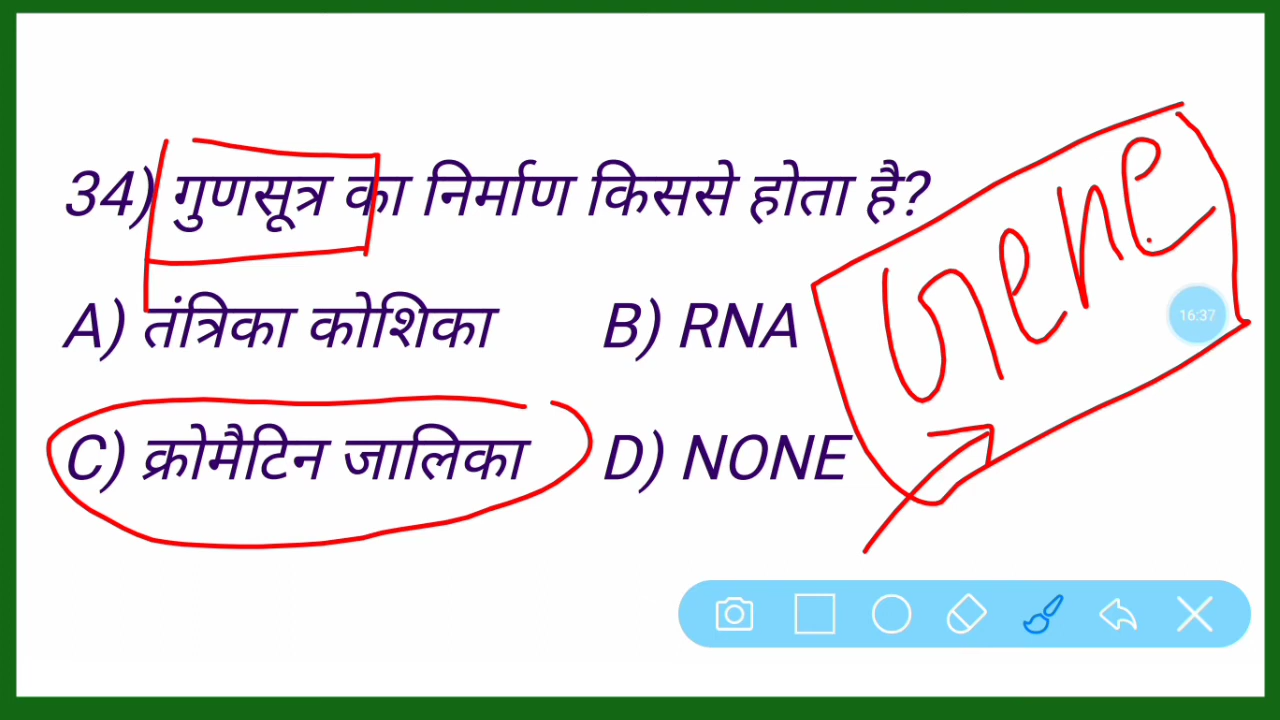 34) गुणसूत्र का निर्माण किससे होता है?
A) तंत्रिका कोशिका B) RNA
C) क्रोमैटिन जालिका D) NONE
gene
16:37